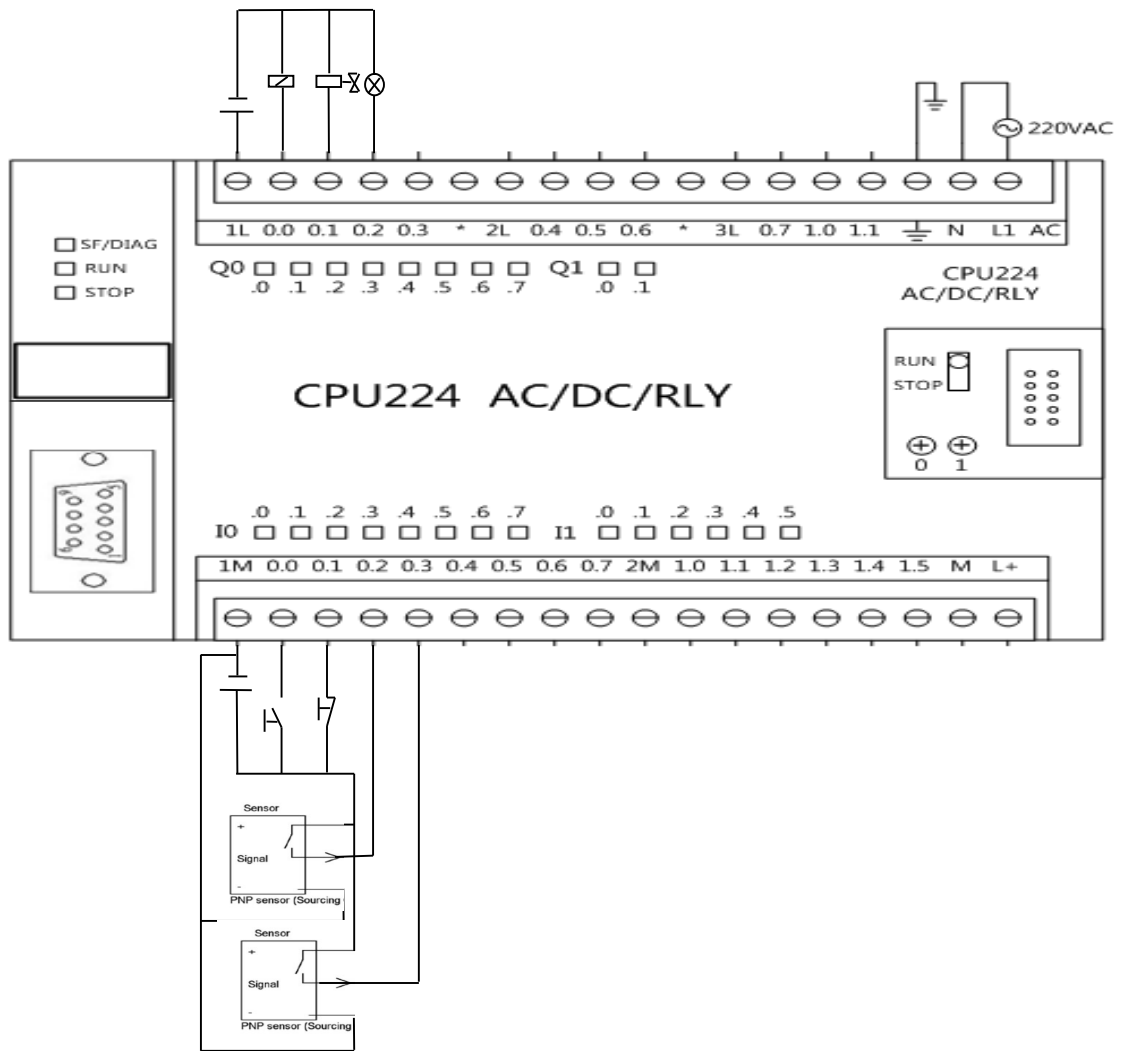 220VAC
1L 0.0 0.1 0.2 0.3 * 2L 0.4 0.5 0.6 * 3L 0.7 1.0 1.1 N L1 AC
SF/DIAG
RUN
STOP
Q0 Q1
.0 .1 .2 .3 .4 .5 .6 .7 .0 .1
CPU224
AC/DC/RLY
CPU224 AC/DC/RLY
RUN
STOP
0 1
.0 .1 .2 .3 .4 .5 .6 .7 .0 .1 .2 .3 .4 .5
I0 I1
1M 0.0 0.1 0.2 0.3 0.4 0.5 0.6 0.7 2M 1.0 1.1 1.2 1.3 1.4 1.5 M L+
Sensor
+
Signal
-
PNP sensor (Sourcing
Sensor
+
Signal
-
PNP sensor (Sourcing